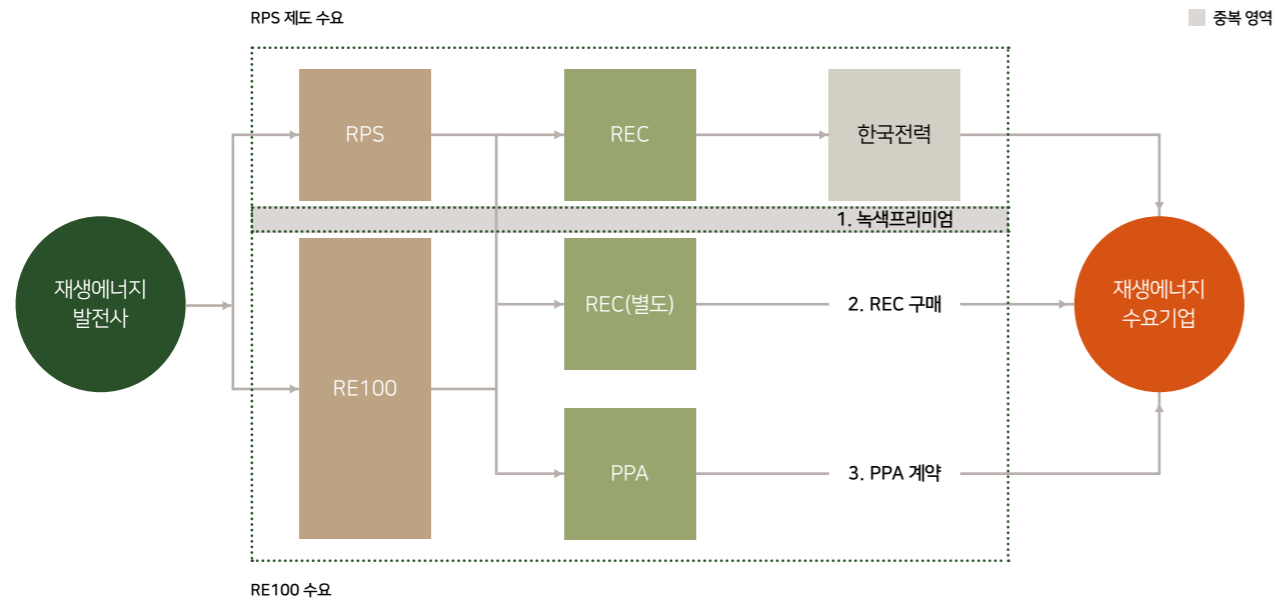 RPS 제도 수요
중복 영역
RPS
REC
한국전력
1. 녹색프리미엄
재생에너지
발전사
REC(별도)
2. REC 구매
재생에너지
수요기업
RE100
PPA
3. PPA 계약
RE100 수요